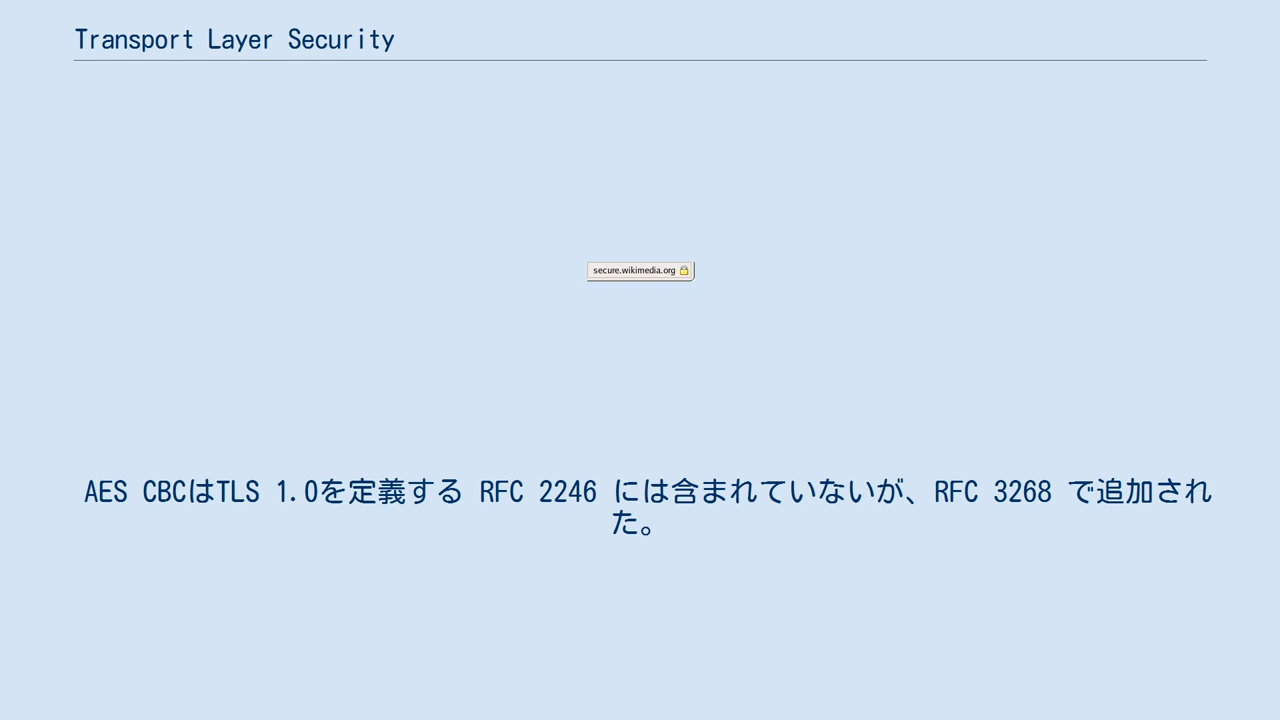 Transport Layer Security
secure.wikimedia.org
AES CBCはTLS 1.0を定義する RFC 2246 には含まれていないが、RFC 3268 で追加され
た。